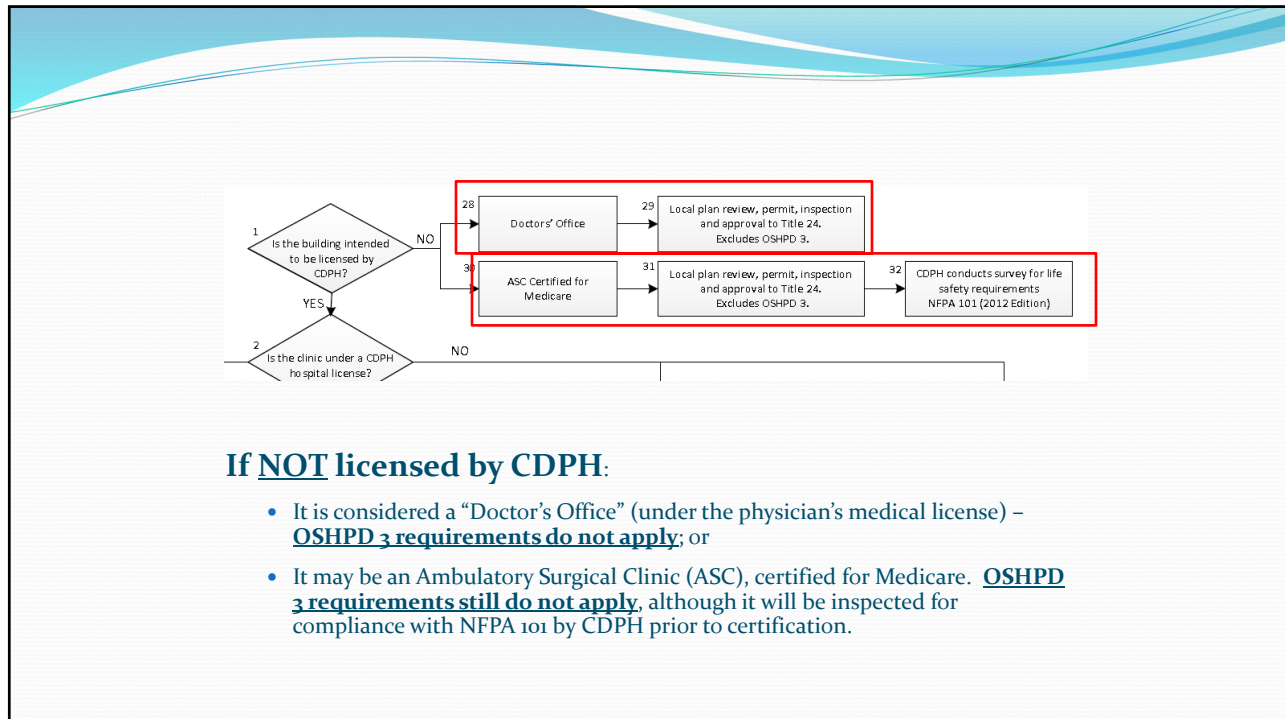 1
Is the building intended
to be licensed by
CDPH?
NO
YES
28
Doctors' Office
29
Local plan review, permit, inspection
and approval to Title 24.
Excludes OSHPD 3.
30
ASC Certified for
Medicare
31
Local plan review, permit, inspection
and approval to Title 24.
Excludes OSHPD 3.
32
CDPH conducts survey for life
safety requirements
NFPA 101 (2012 Edition)
2
Is the clinic under a CDPH
hospital license?
NO
If NOT licensed by CDPH:
• It is considered a “Doctor’s Office” (under the physician’s medical license) –
OSHPD 3 requirements do not apply; or
• It may be an Ambulatory Surgical Clinic (ASC), certified for Medicare. OSHPD
3 requirements still do not apply, although it will be inspected for
compliance with NFPA 101 by CDPH prior to certification.